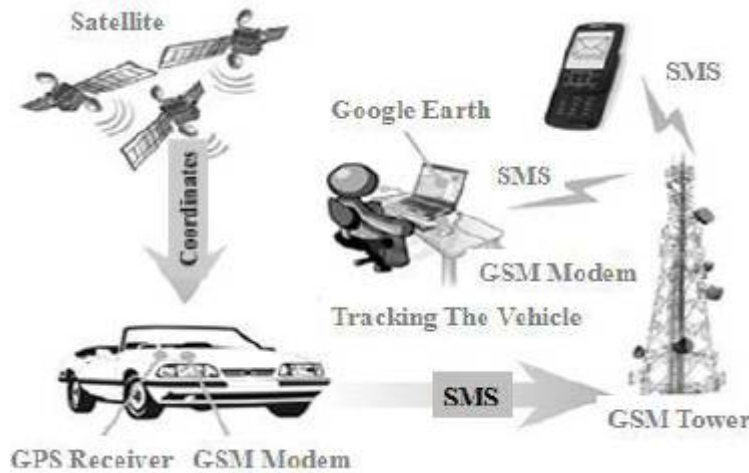 Satellite
SMS
Google Earth
SMS
Coordinates
GSM Modem
Tracking The Vehicle
SMS
GSM Tower
GPS Receiver GSM Modem